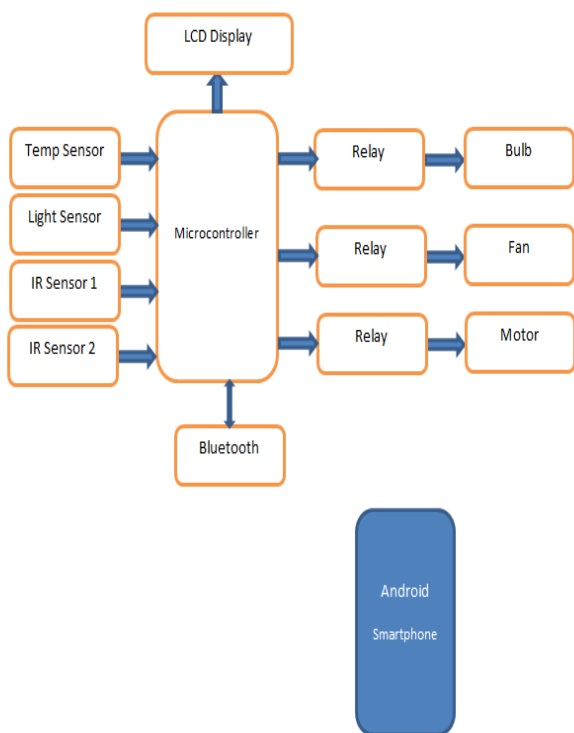 LCD Display
Temp Sensor
Light Sensor
IR Sensor 1
IR Sensor 2
Microcontroller
Relay
Bulb
Relay
Fan
Relay
Motor
Bluetooth
Android
Smartphone